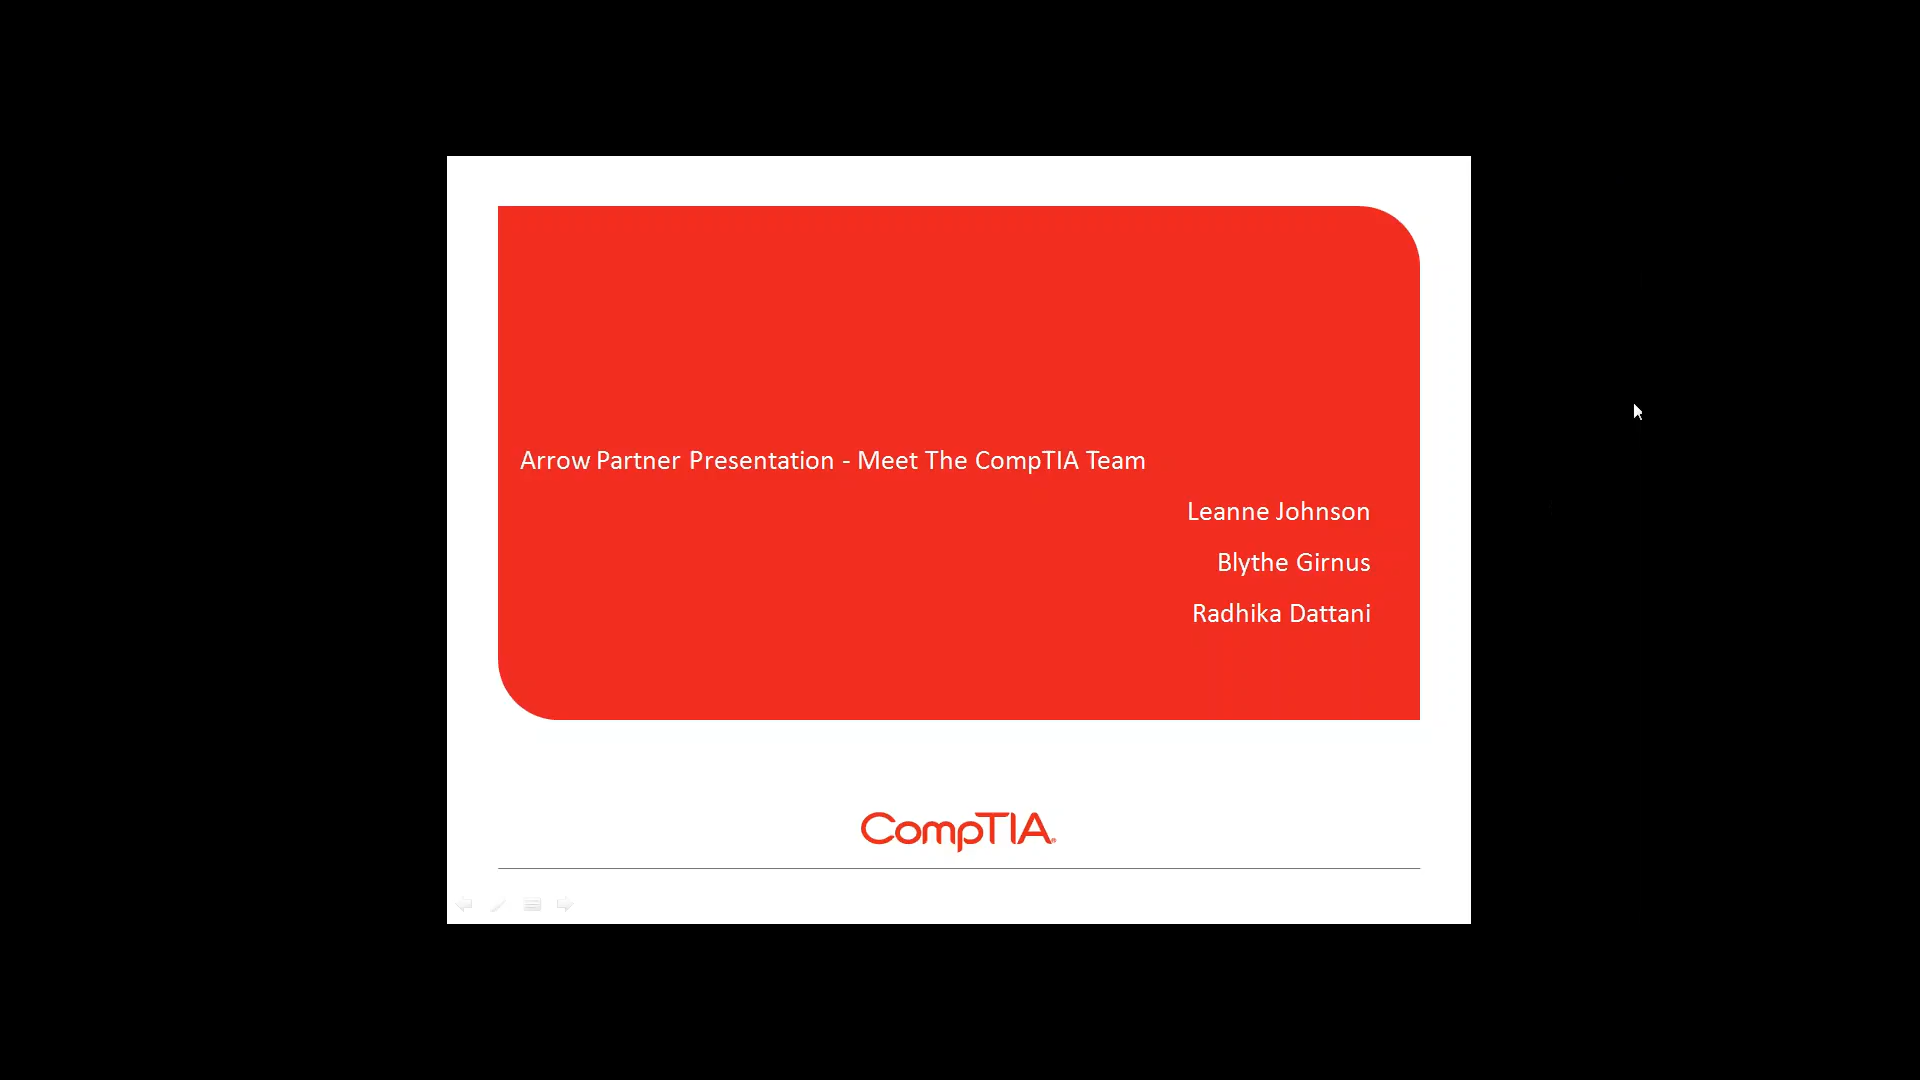 Arrow Partner Presentation - Meet The CompTIA Team
Leanne Johnson
Blythe Girnus
Radhika Dattani
CompTIA®